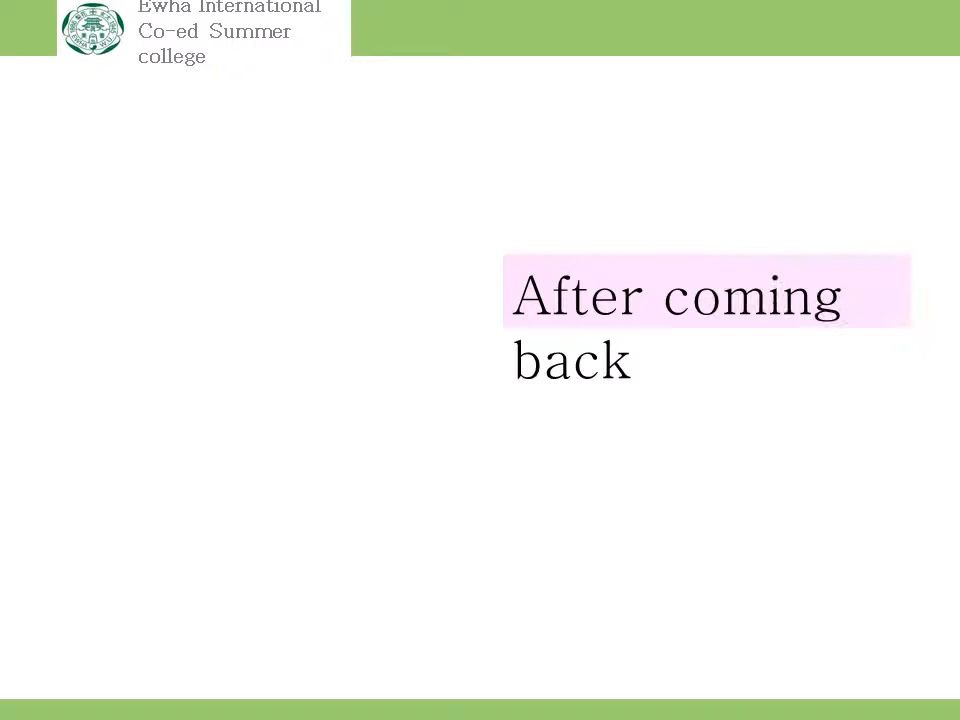 Ewha International
Co-ed Summer
college
After coming
back